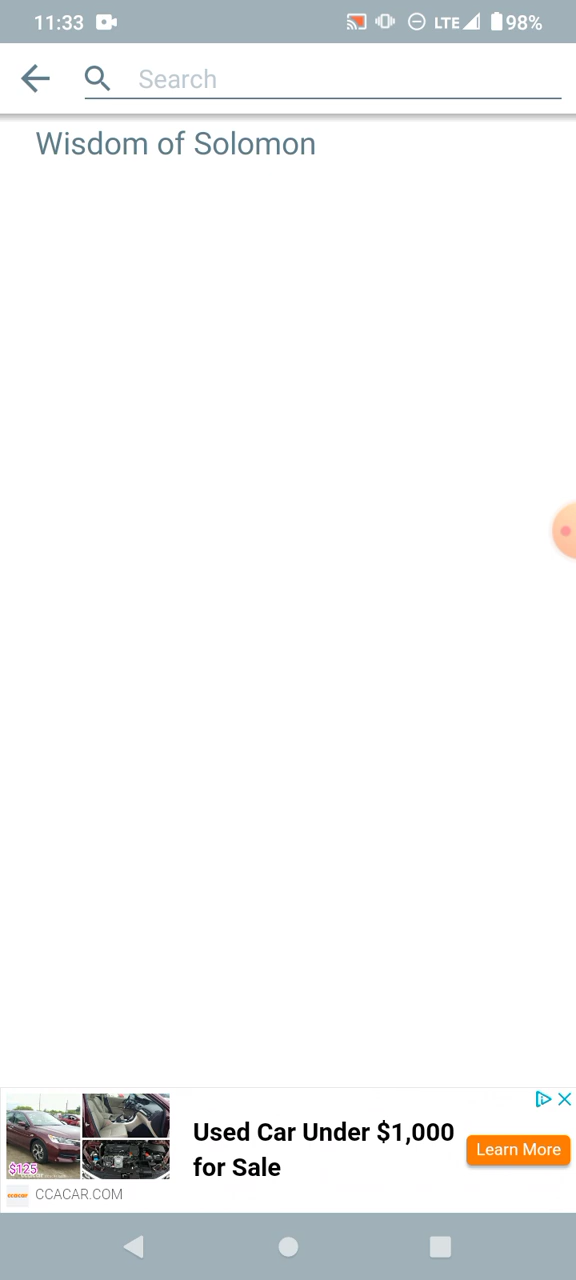 11:33 LTE 98%
Search
Wisdom of Solomon
Used Car Under $1,000
for Sale
Learn More
$125
ccacar
CCACAR.COM